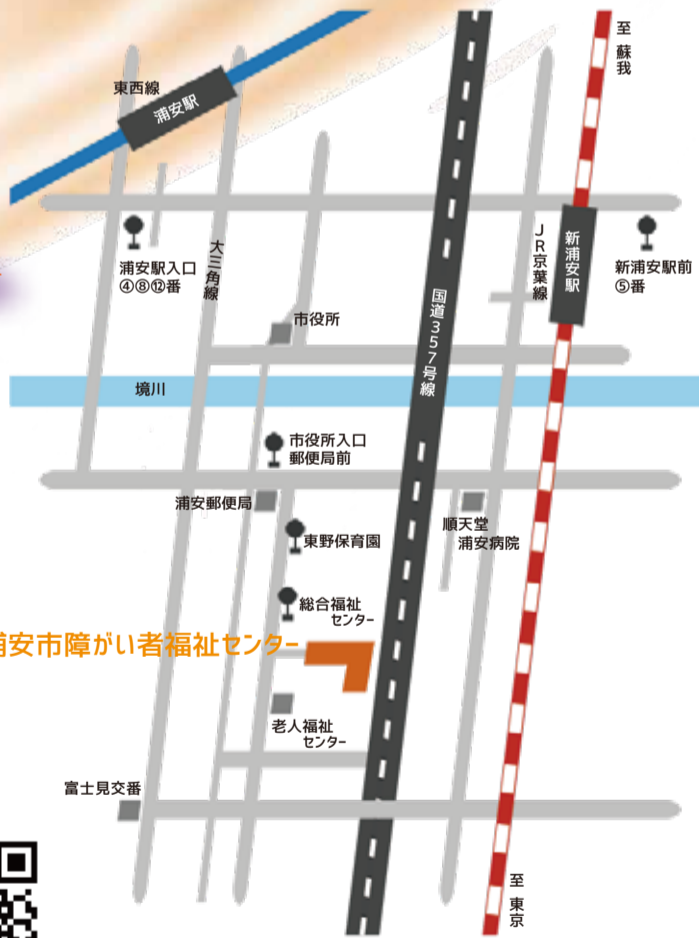 至 蘇我
東西線
浦安駅
浦安駅入口
④⑧⑫番
大三角線
JR京葉線
新浦安駅
新浦安駅前
⑤番
国道357号線
市役所
境川
市役所入口
郵便局前
浦安郵便局
順天堂
浦安病院
東野保育園
総合福祉
センター
浦安市障がい者福祉センター
老人福祉
センター
富士見交番
至 東京